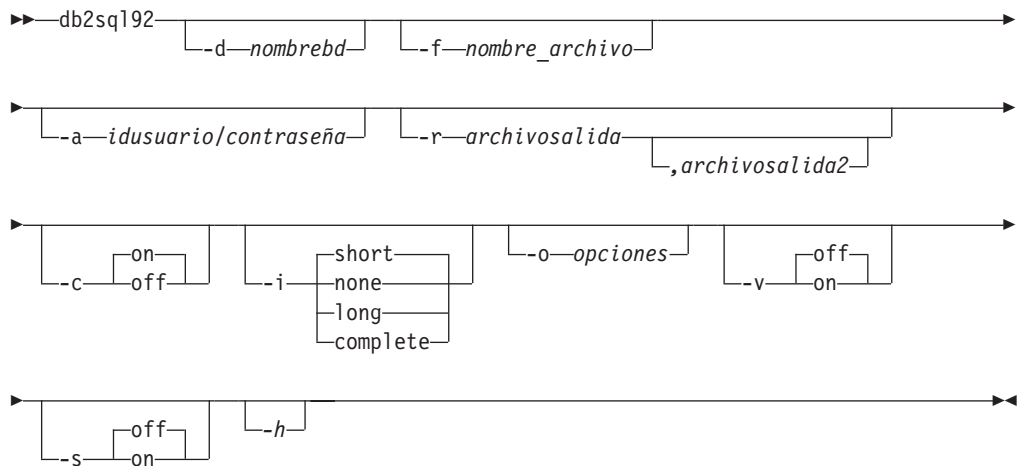 db2sql92
-d nombrebd
-f nombre_archivo
-a idusuario/contraseña
-r archivosalida
,archivosalida2
-c
on
off
-i
short
none
long
complete
-o opciones
-v
off
on
-s
off
on
-h